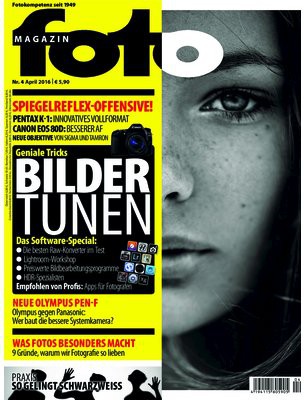 Fotokompetenz seit 1949
MAGAZIN
foto
Nr. 4 April 2016 | € 5,90
SPIEGELREFLEX-OFFENSIVE!
PENTAX K-1: INNOVATIVES VOLLFORMAT
CANON EOS 80D: BESSERER AF
NEUE OBJEKTIVE VON SIGMA UND TAMRON
Geniale Tricks
BILDER
TUNEN
Das Software-Special:
Die besten Raw-Konverter im Test
Lightroom-Workshop
Preiswerte Bildbearbeitungsprogramme
HDR-Spezialisten
Empfohlen von Profis: Apps für Fotografen
NEUE OLYMPUS PEN-F
Olympus gegen Panasonic:
Wer baut die bessere Systemkamera?
WAS FOTOS BESONDERS MACHT
9 Gründe, warum wir Fotografie so lieben
PRAXIS
SO GELINGT SCHWARZWEISS